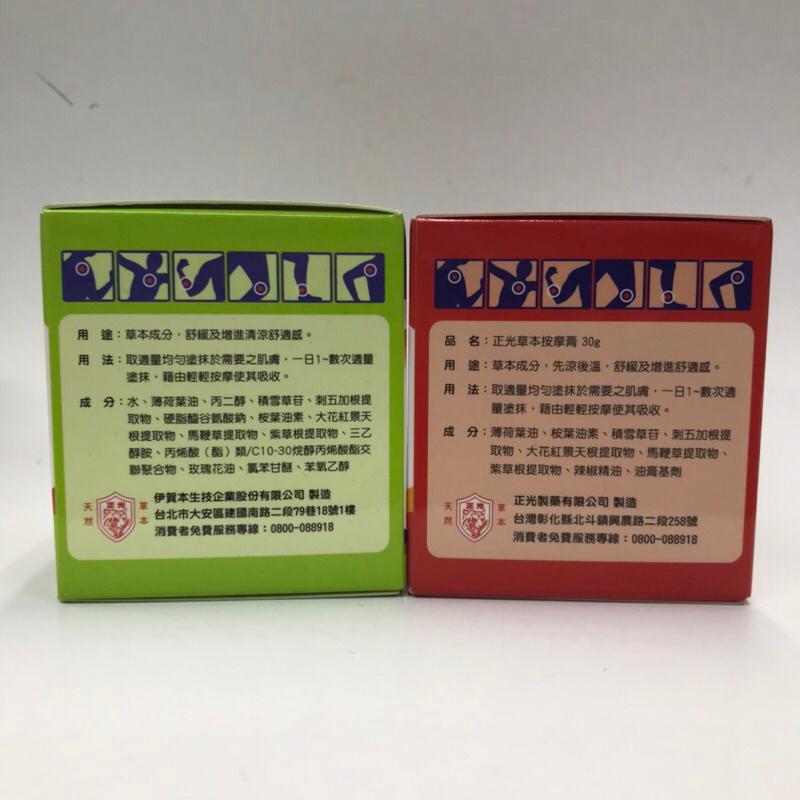 用　途：草本成分，舒緩及增進清涼舒適感。
用　法：取適量均勻塗抹於需要之肌膚，一日1~數次適量
塗抹，藉由輕輕按摩使其吸收。
成　分：水、薄荷葉油、丙二醇、積雪草苷、刺五加根提
取物、硬脂醯谷氨酸鈉、桉葉油素、大花紅景天
根提取物、馬鞭草提取物、紫草根提取物、三乙
醇胺、丙烯酸（酯）類/C10-30烷醇丙烯酸酯交
聯聚合物、玫瑰花油、氯苯甘醚、苯氧乙醇
天然 正光 草本
伊賀本生技企業股份有限公司 製造
台北市大安區建國南路二段79巷18號1樓
消費者免費服務專線：0800-088918
品　名：正光草本按摩膏 30g
用　途：草本成分，先涼後溫，舒緩及增進舒適感。
用　法：取適量均勻塗抹於需要之肌膚，一日1~數次適
量塗抹，藉由輕輕按摩使其吸收。
成　分：薄荷葉油、桉葉油素、積雪草苷、刺五加根提取
物、大花紅景天根提取物、馬鞭草提取物、
紫草根提取物、辣椒精油、油膏基劑
天然 正光 草本
正光製藥有限公司 製造
台灣彰化縣北斗鎮興農路二段258號
消費者免費服務專線：0800-088918